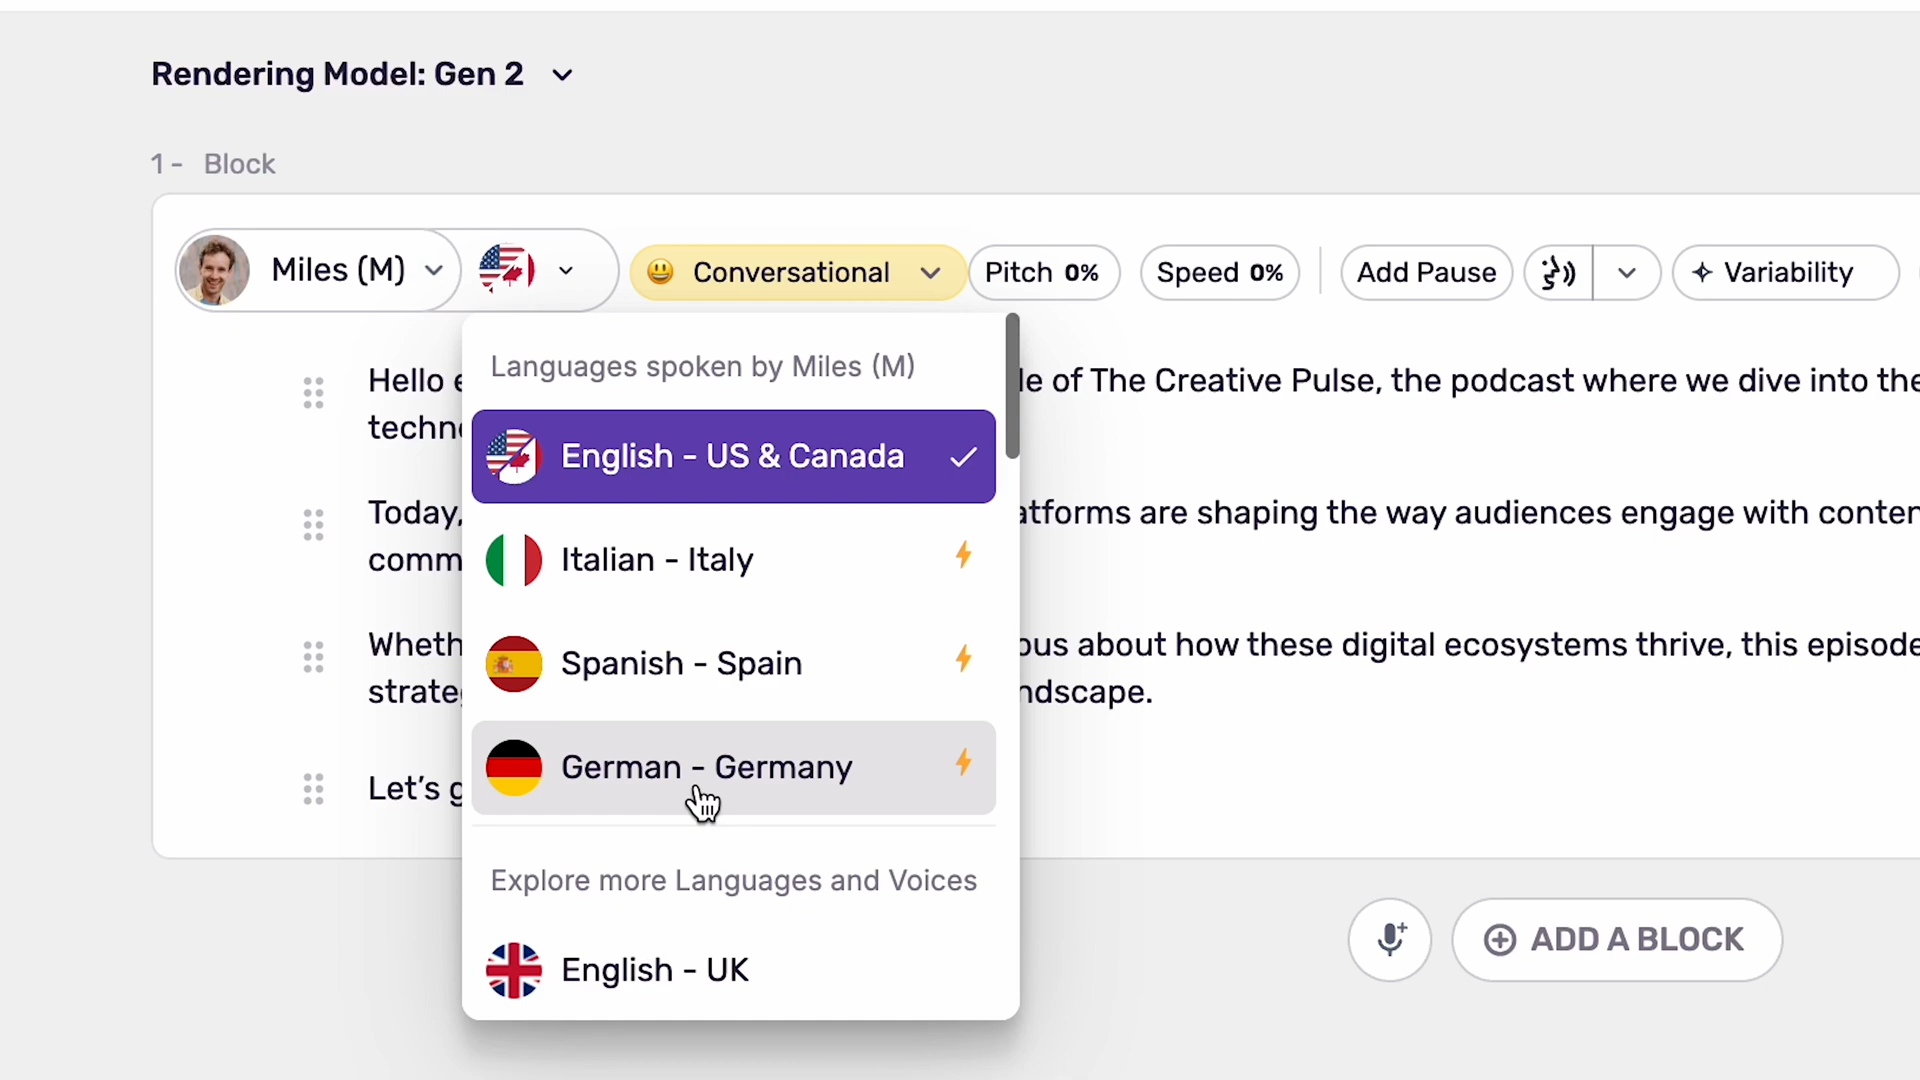 Rendering Model: Gen 2
1 - Block
Miles (M)
Conversational
Pitch 0%
Speed 0%
Add Pause
Variability
Languages spoken by Miles (M)
English - US & Canada
Italian - Italy
Spanish - Spain
German - Germany
Explore more Languages and Voices
English - UK
Hello
le of The Creative Pulse, the podcast where we dive into the
techn
Today,
atforms are shaping the way audiences engage with
comm
Wheth
ous about how these digital ecosystems thrive, this episode
strate
ndscape.
Let’s g
ADD A BLOCK